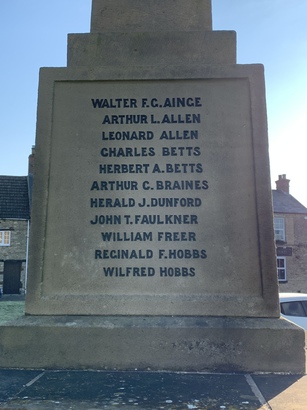 WALTER F.G. AINGE
ARTHUR L. ALLEN
LEONARD ALLEN
CHARLES BETTS
HERBERT A. BETTS
ARTHUR C. BRAINES
HERALD J. DUNFORD
JOHN T. FAULKNER
WILLIAM FREER
REGINALD F. HOBBS
WILFRED HOBBS